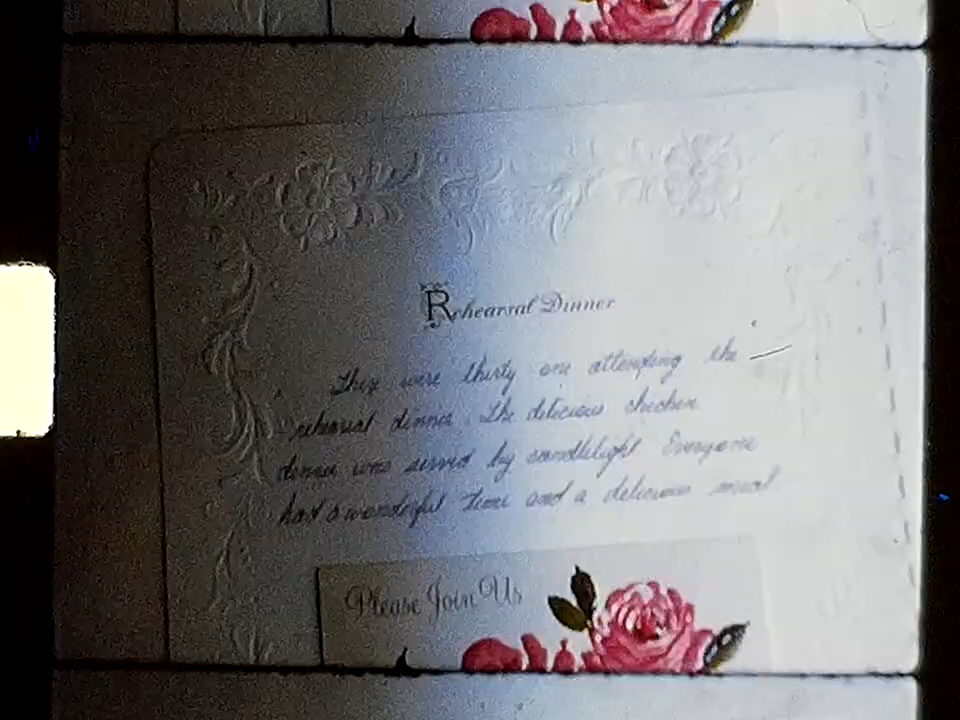 Rehearsal Dinner
There were thirty one attending the
rehearsal dinner. The delicious chicken
dinner was served by candlelight Everyone
had a wonderful time and a delicious meal
Please Join Us